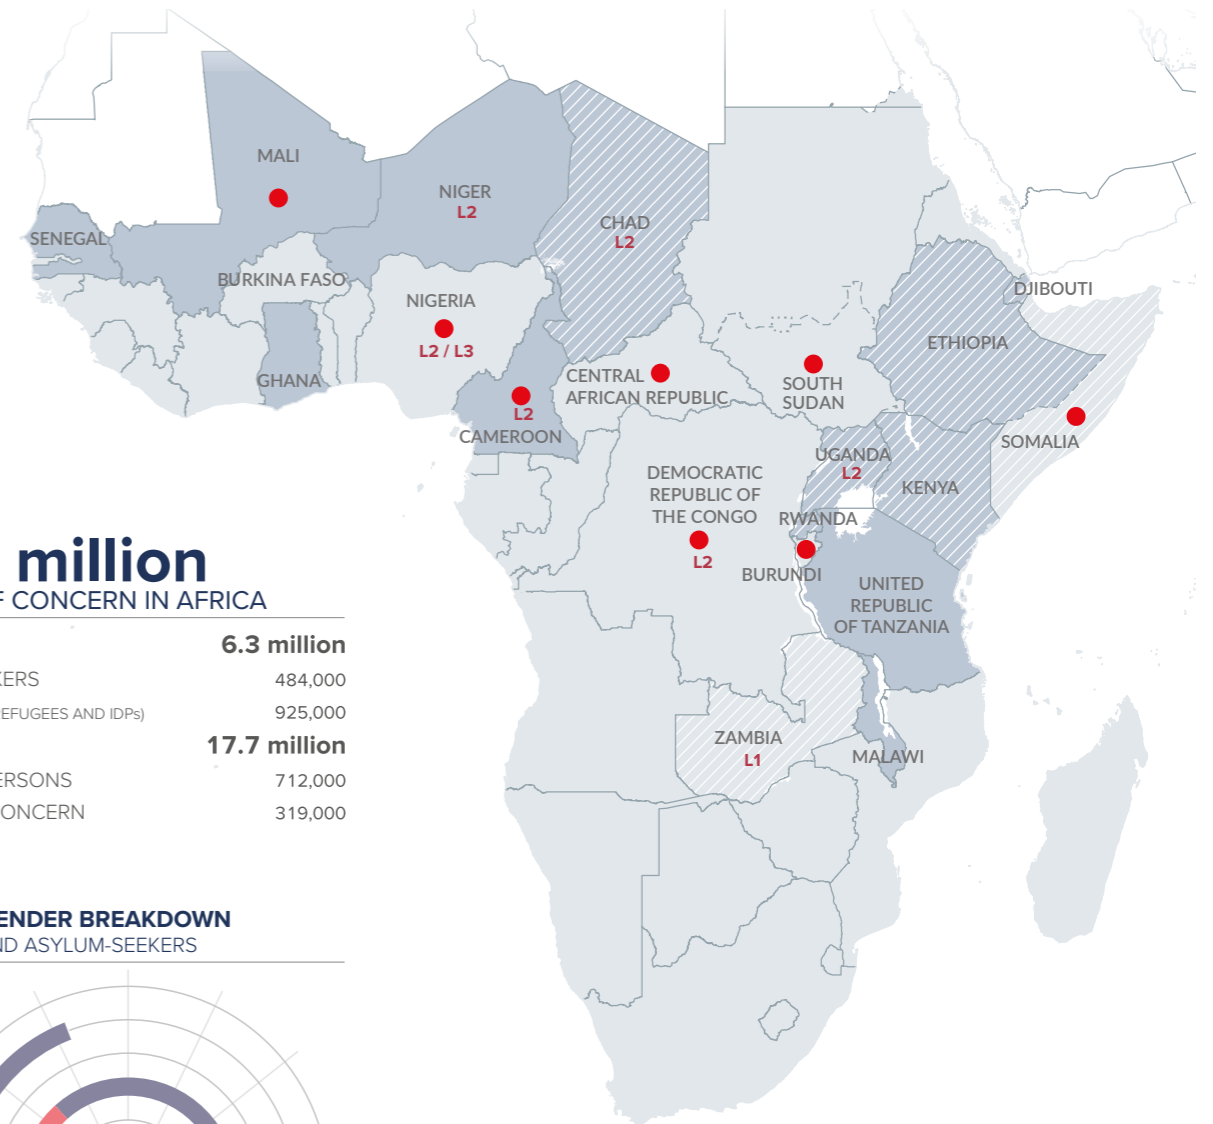 MALI
NIGER
L2
CHAD
L2
SENEGAL
BURKINA FASO
NIGERIA
L2 / L3
DJIBOUTI
ETHIOPIA
GHANA
CENTRAL
AFRICAN REPUBLIC
SOUTH
SUDAN
L2
CAMEROON
SOMALIA
UGANDA
L2
KENYA
DEMOCRATIC
REPUBLIC OF
THE CONGO
L2
RWANDA
BURUNDI
UNITED
REPUBLIC
OF TANZANIA
ZAMBIA
L1
MALAWI
million
CONCERN IN AFRICA
6.3 million
KERS 484,000
EFUGEES AND IDPs) 925,000
17.7 million
ERSONS 712,000
ONCERN 319,000
ENDER BREAKDOWN
ND ASYLUM-SEEKERS